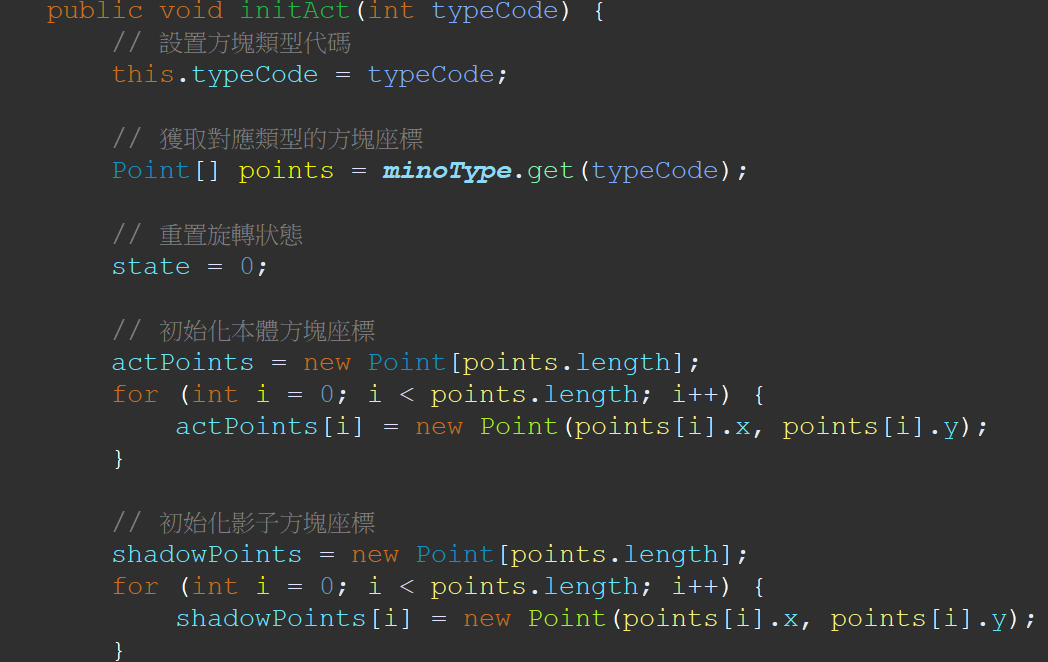 public void initAct(int typeCode) {
// 設置方塊類型代碼
this.typeCode = typeCode;
// 獲取對應類型的方塊座標
Point[] points = minoType.get(typeCode);
// 重置旋轉狀態
state = 0;
// 初始化本體方塊座標
actPoints = new Point[points.length];
for (int i = 0; i < points.length; i++) {
actPoints[i] = new Point(points[i].x, points[i].y);
}
// 初始化影子方塊座標
shadowPoints = new Point[points.length];
for (int i = 0; i < points.length; i++) {
shadowPoints[i] = new Point(points[i].x, points[i].y);
}